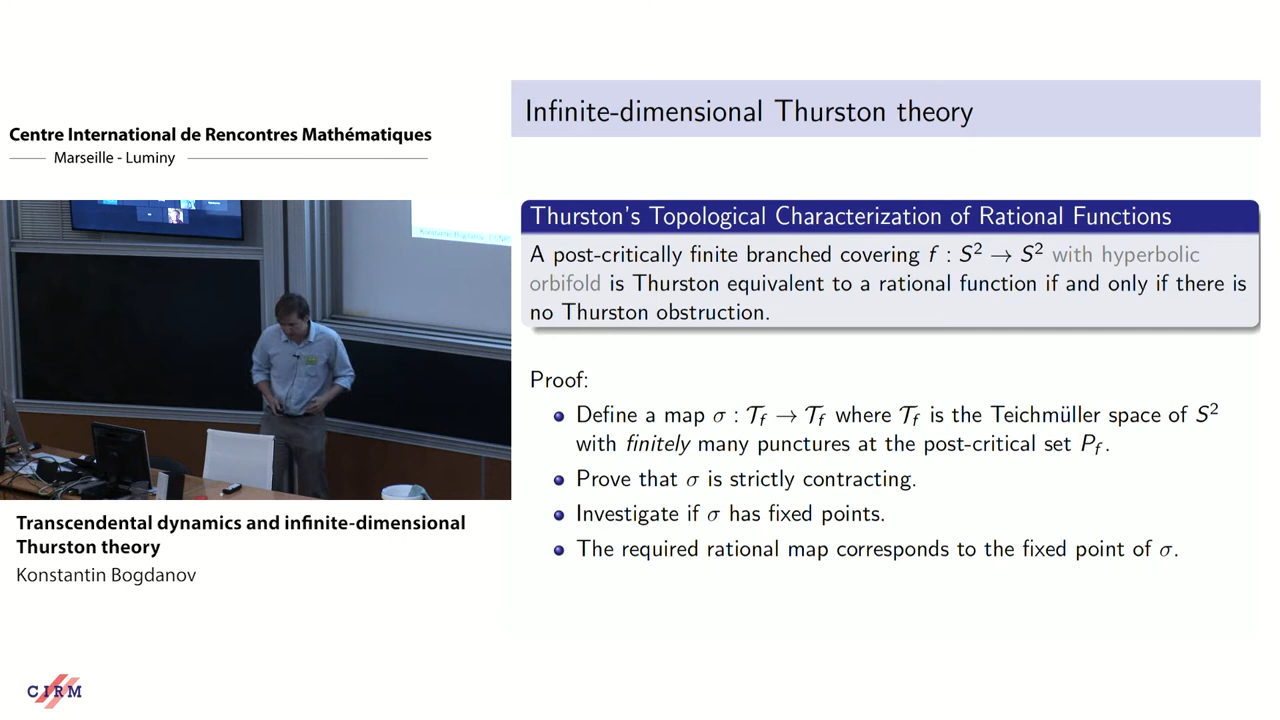 Centre International de Rencontres Mathématiques
Marseille - Luminy
Transcendental dynamics and infinite-dimensional
Thurston theory
Konstantin Bogdanov
CIRM
Infinite-dimensional Thurston theory
Thurston's Topological Characterization of Rational Functions
A post-critically finite branched covering f : S² → S² with hyperbolic
orbifold is Thurston equivalent to a rational function if and only if there is
no Thurston obstruction.
Proof:
Define a map σ : 𝒯_f → 𝒯_f where 𝒯_f is the Teichmüller space of S²
with finitely many punctures at the post-critical set P_f.
Prove that σ is strictly contracting.
Investigate if σ has fixed points.
The required rational map corresponds to the fixed point of σ.